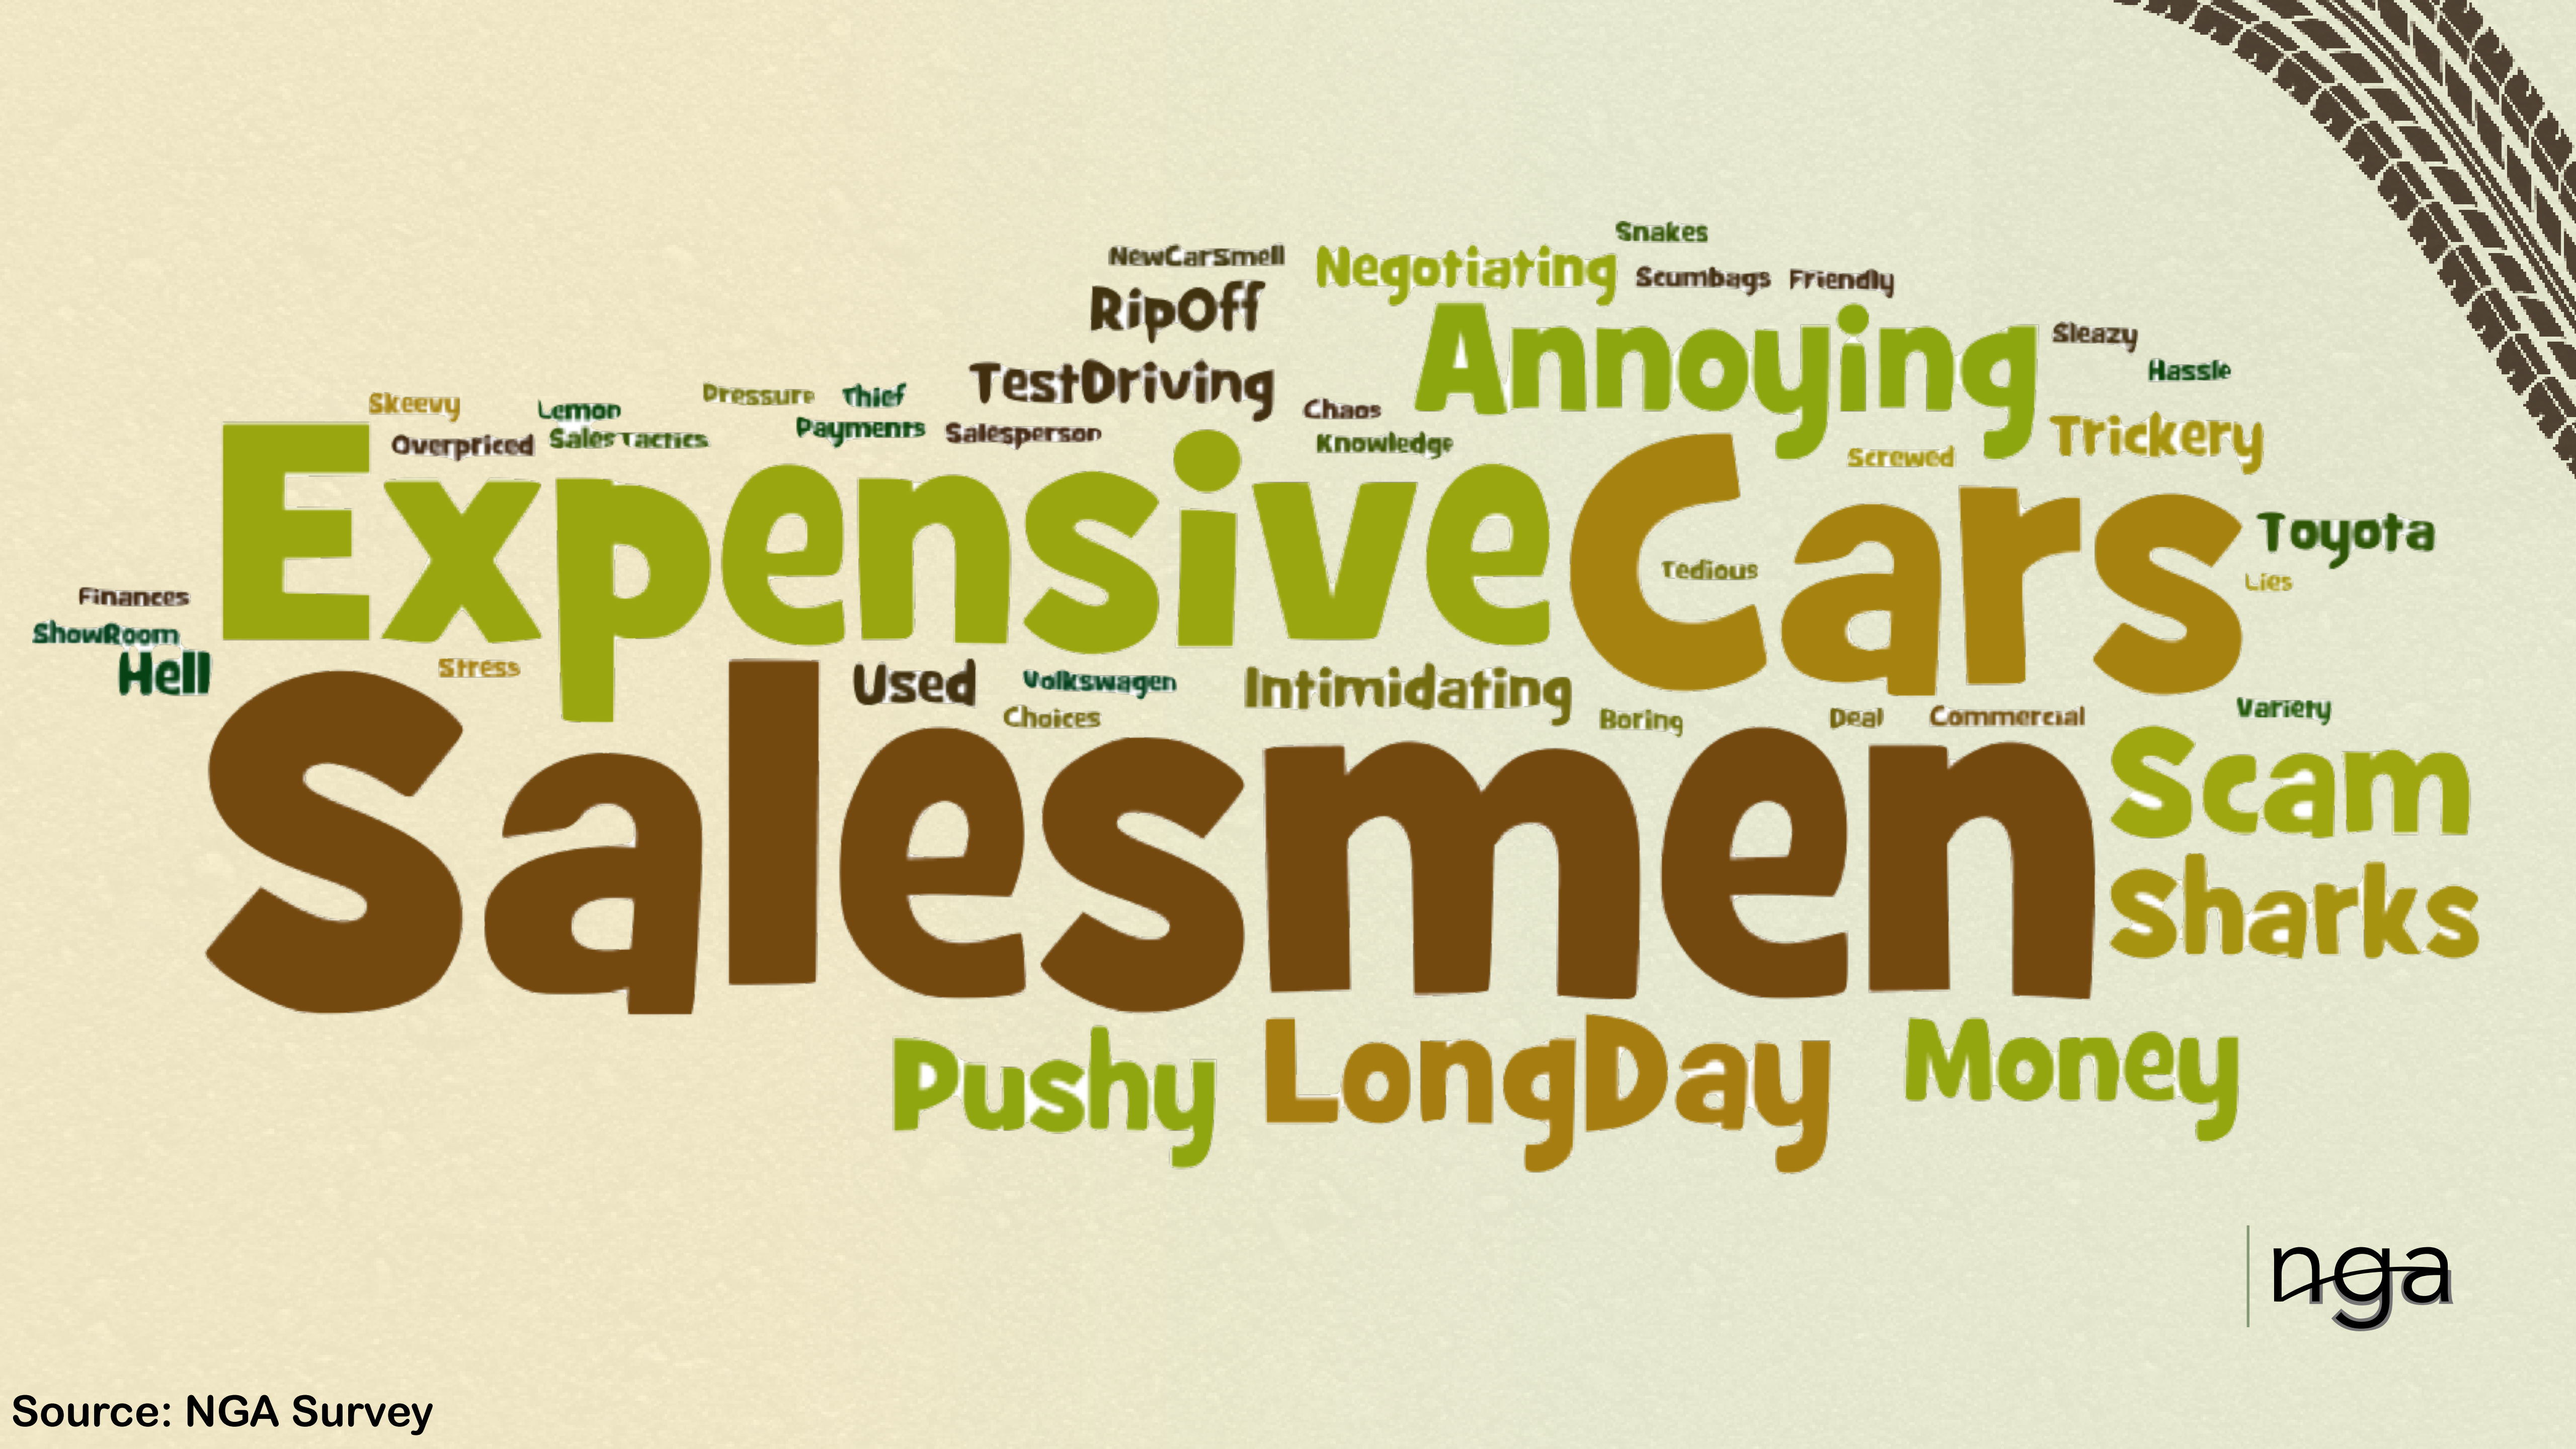 Snakes
NewCarSmell Negotiating Scumbags Friendly
RipOff
Annoying Sleazy
Hassle
TestDriving Chaos
Skeevy Lemon Pressure Thief
Overpriced Sales Tactics Payments Salesperson Knowledge Screwed Trickery
Expensive Cars Toyota
Tedious Lies
Finances
ShowRoom
Hell Stress Used Volkswagen Intimidating
Choices Boring Deal Commercial Variety
Salesmen Scam
Sharks
Pushy LongDay Money
nga
Source: NGA Survey